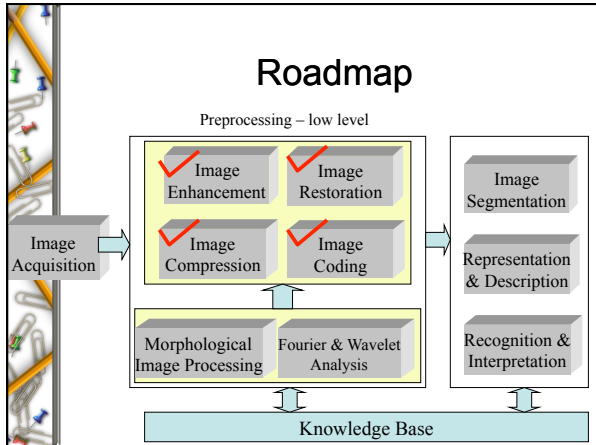 Roadmap
Preprocessing – low level
Image
Enhancement
Image
Restoration
Image
Compression
Image
Coding
Image
Acquisition
Morphological
Image Processing
Fourier & Wavelet
Analysis
Image
Segmentation
Representation
& Description
Recognition &
Interpretation
Knowledge Base